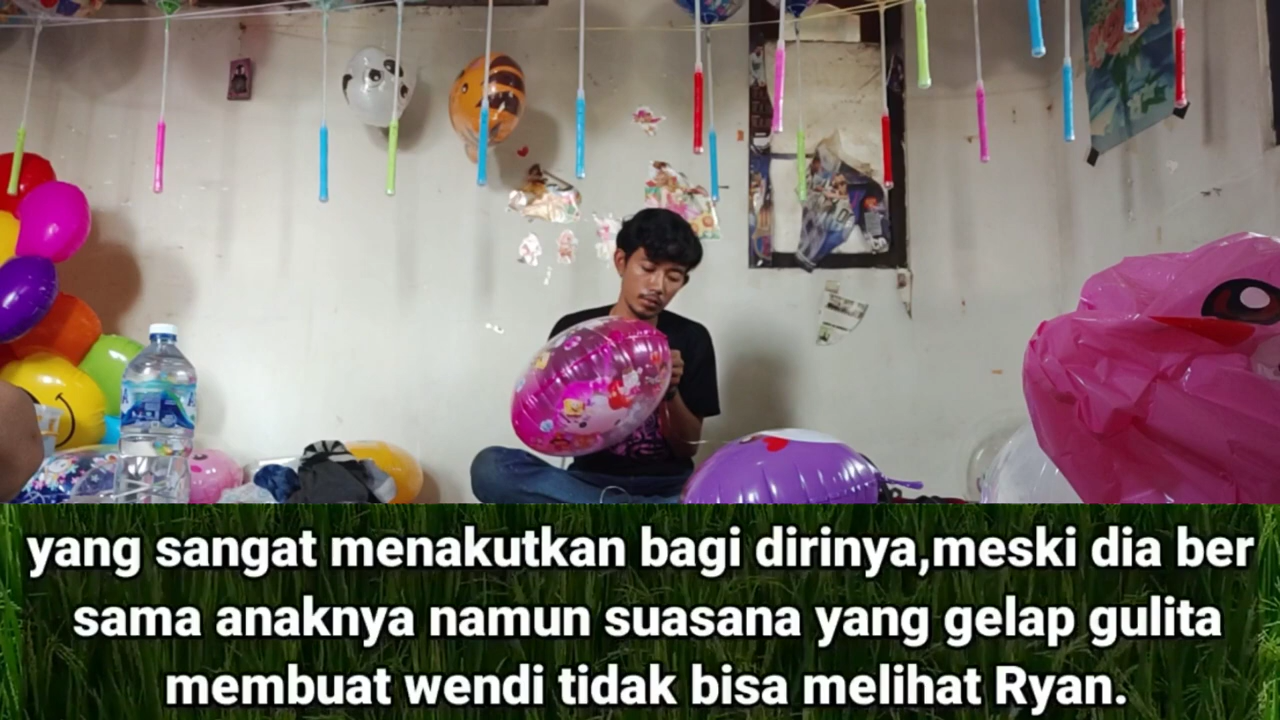 yang sangat menakutkan bagi dirinya,meski dia ber
sama anaknya namun suasana yang gelap gulita
membuat wendi tidak bisa melihat Ryan.